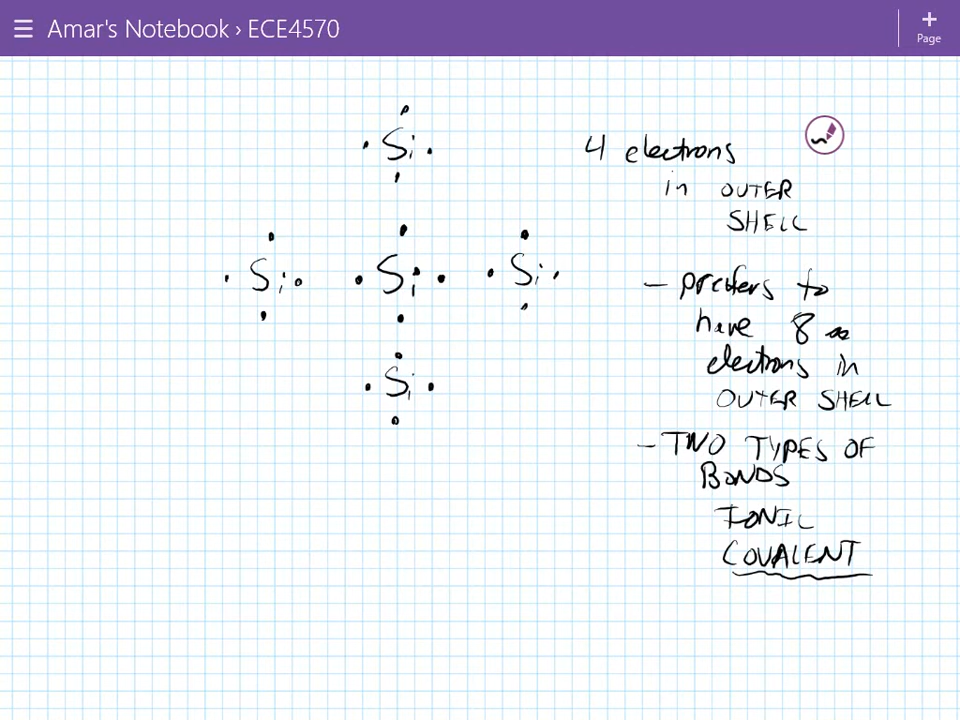 Amar's Notebook › ECE4570
Page
Si
4 electrons
in OUTER
SHELL
Si Si Si
- prefers to
have 8
electrons in
Si
OUTER SHELL
- TWO TYPES OF
BONDS
IONIC
COVALENT